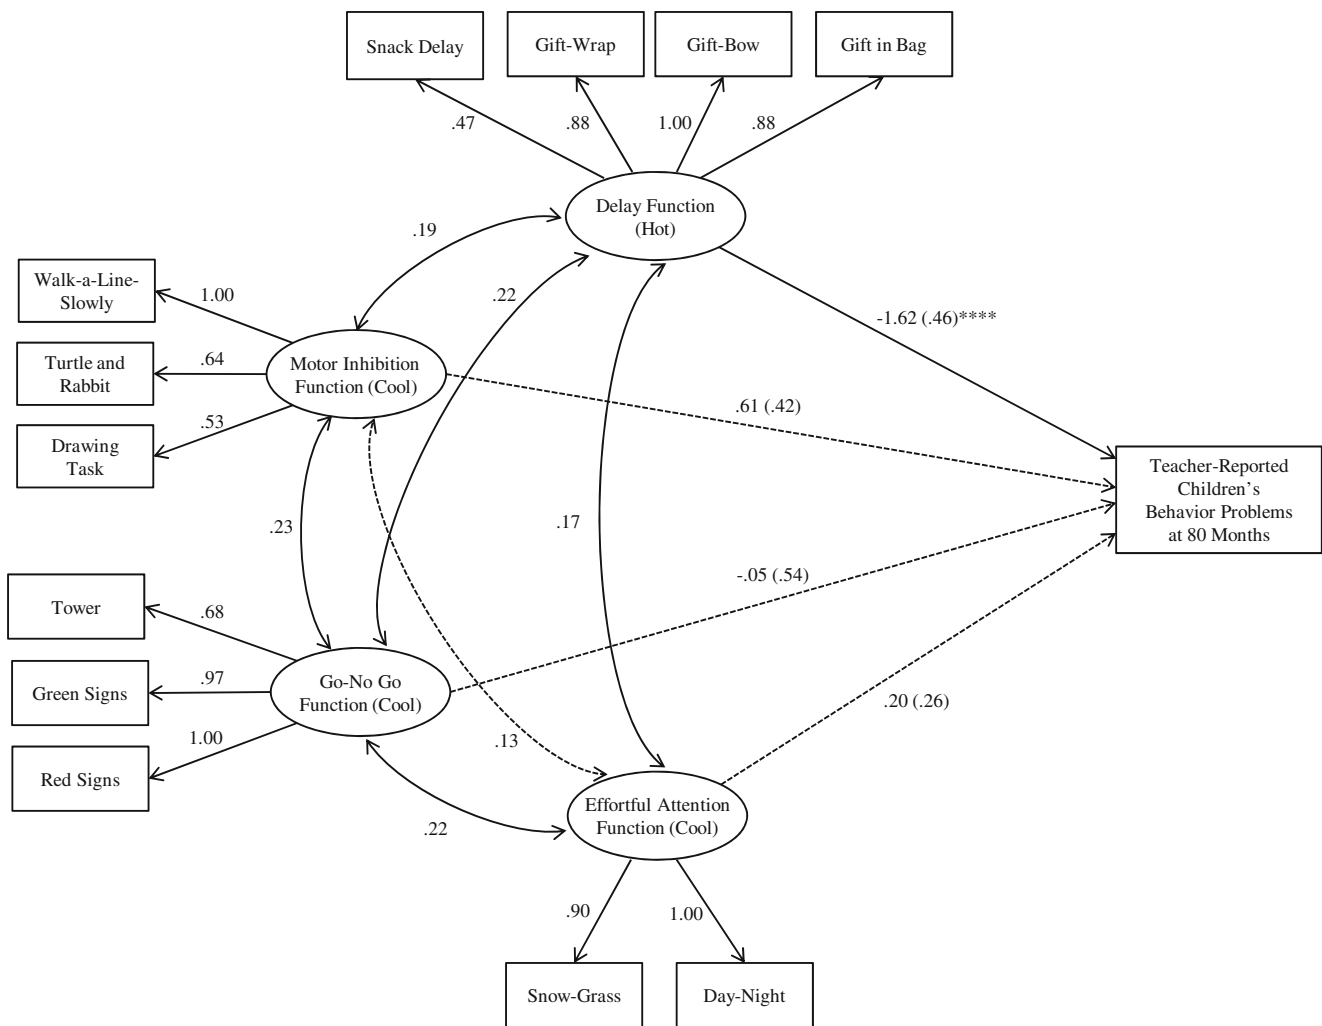 Snack Delay
Gift-Wrap
Gift-Bow
Gift in Bag
.47
.88
1.00
.88
Delay Function
(Hot)
.19
.22
Walk-a-Line-
Slowly
1.00
Turtle and
Rabbit
.64
Drawing
Task
.53
Motor Inhibition
Function (Cool)
-1.62 (.46)****
.61 (.42)
Teacher-Reported
Children’s
Behavior Problems
at 80 Months
.23
.17
-.05 (.54)
Tower
.68
Green Signs
.97
Red Signs
1.00
Go-No Go
Function (Cool)
.20 (.26)
.13
.22
Effortful Attention
Function (Cool)
.90
1.00
Snow-Grass
Day-Night